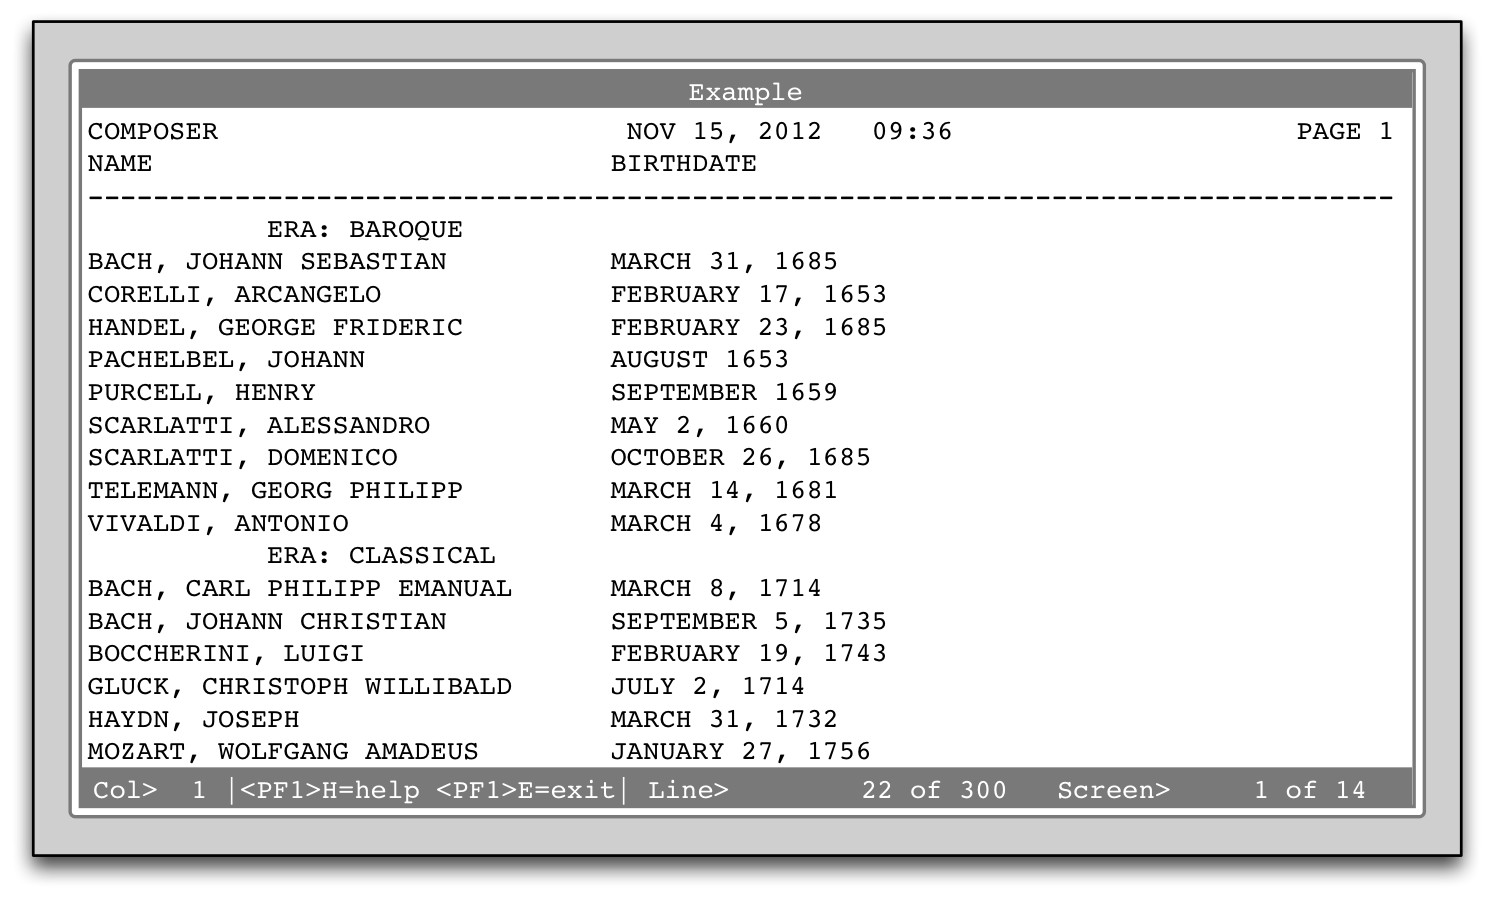 Example
COMPOSER NOV 15, 2012 09:36 PAGE 1
NAME BIRTHDATE
--------------------------------------------------------------------------------
ERA: BAROQUE
BACH, JOHANN SEBASTIAN MARCH 31, 1685
CORELLI, ARCANGELO FEBRUARY 17, 1653
HANDEL, GEORGE FRIDERIC FEBRUARY 23, 1685
PACHELBEL, JOHANN AUGUST 1653
PURCELL, HENRY SEPTEMBER 1659
SCARLATTI, ALESSANDRO MAY 2, 1660
SCARLATTI, DOMENICO OCTOBER 26, 1685
TELEMANN, GEORG PHILIPP MARCH 14, 1681
VIVALDI, ANTONIO MARCH 4, 1678
ERA: CLASSICAL
BACH, CARL PHILIPP EMANUAL MARCH 8, 1714
BACH, JOHANN CHRISTIAN SEPTEMBER 5, 1735
BOCCHERINI, LUIGI FEBRUARY 19, 1743
GLUCK, CHRISTOPH WILLIBALD JULY 2, 1714
HAYDN, JOSEPH MARCH 31, 1732
MOZART, WOLFGANG AMADEUS JANUARY 27, 1756
Col> 1 |<PF1>H=help <PF1>E=exit| Line> 22 of 300 Screen> 1 of 14